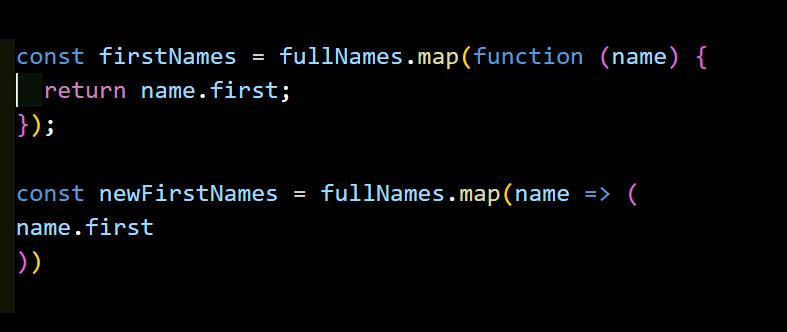 const firstNames = fullNames.map(function (name) {
  return name.first;
});

const newFirstNames = fullNames.map(name => (
name.first
))